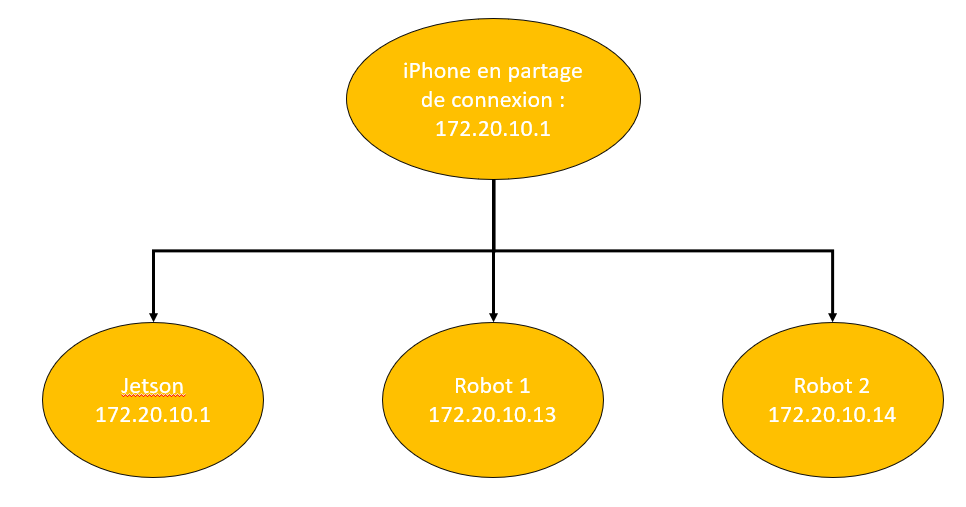 iPhone en partage
de connexion :
172.20.10.1
Jetson
172.20.10.1
Robot 1
172.20.10.13
Robot 2
172.20.10.14